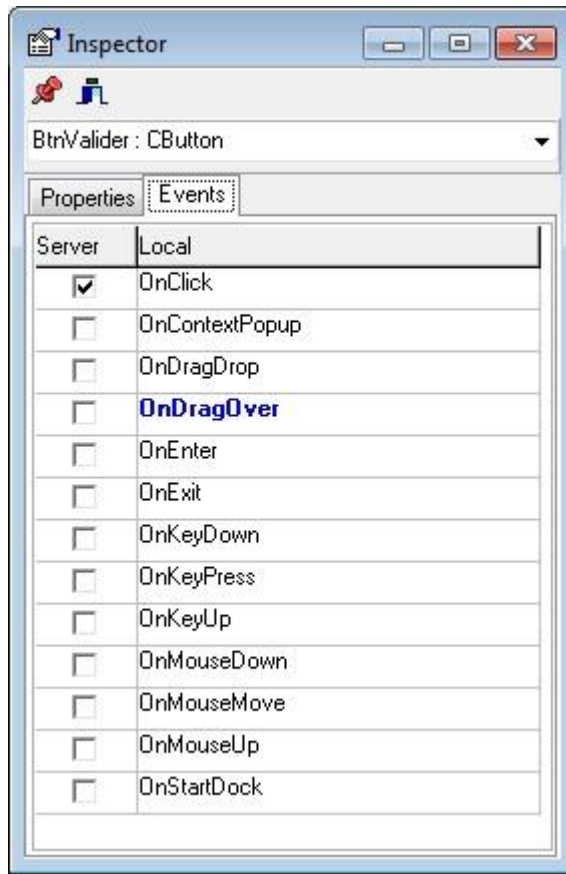 Inspector
BtnValider : CButton
Properties Events
Server Local
OnClick
OnContextPopup
OnDragDrop
OnDragOver
OnEnter
OnExit
OnKeyDown
OnKeyPress
OnKeyUp
OnMouseDown
OnMouseMove
OnMouseUp
OnStartDock